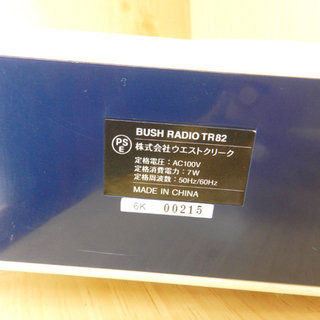 PS
E
BUSH RADIO TR82
株式会社ウエストクリーク
定格電圧：AC100V
定格消費電力：7W
定格周波数：50Hz/60Hz
MADE IN CHINA
6K 00215